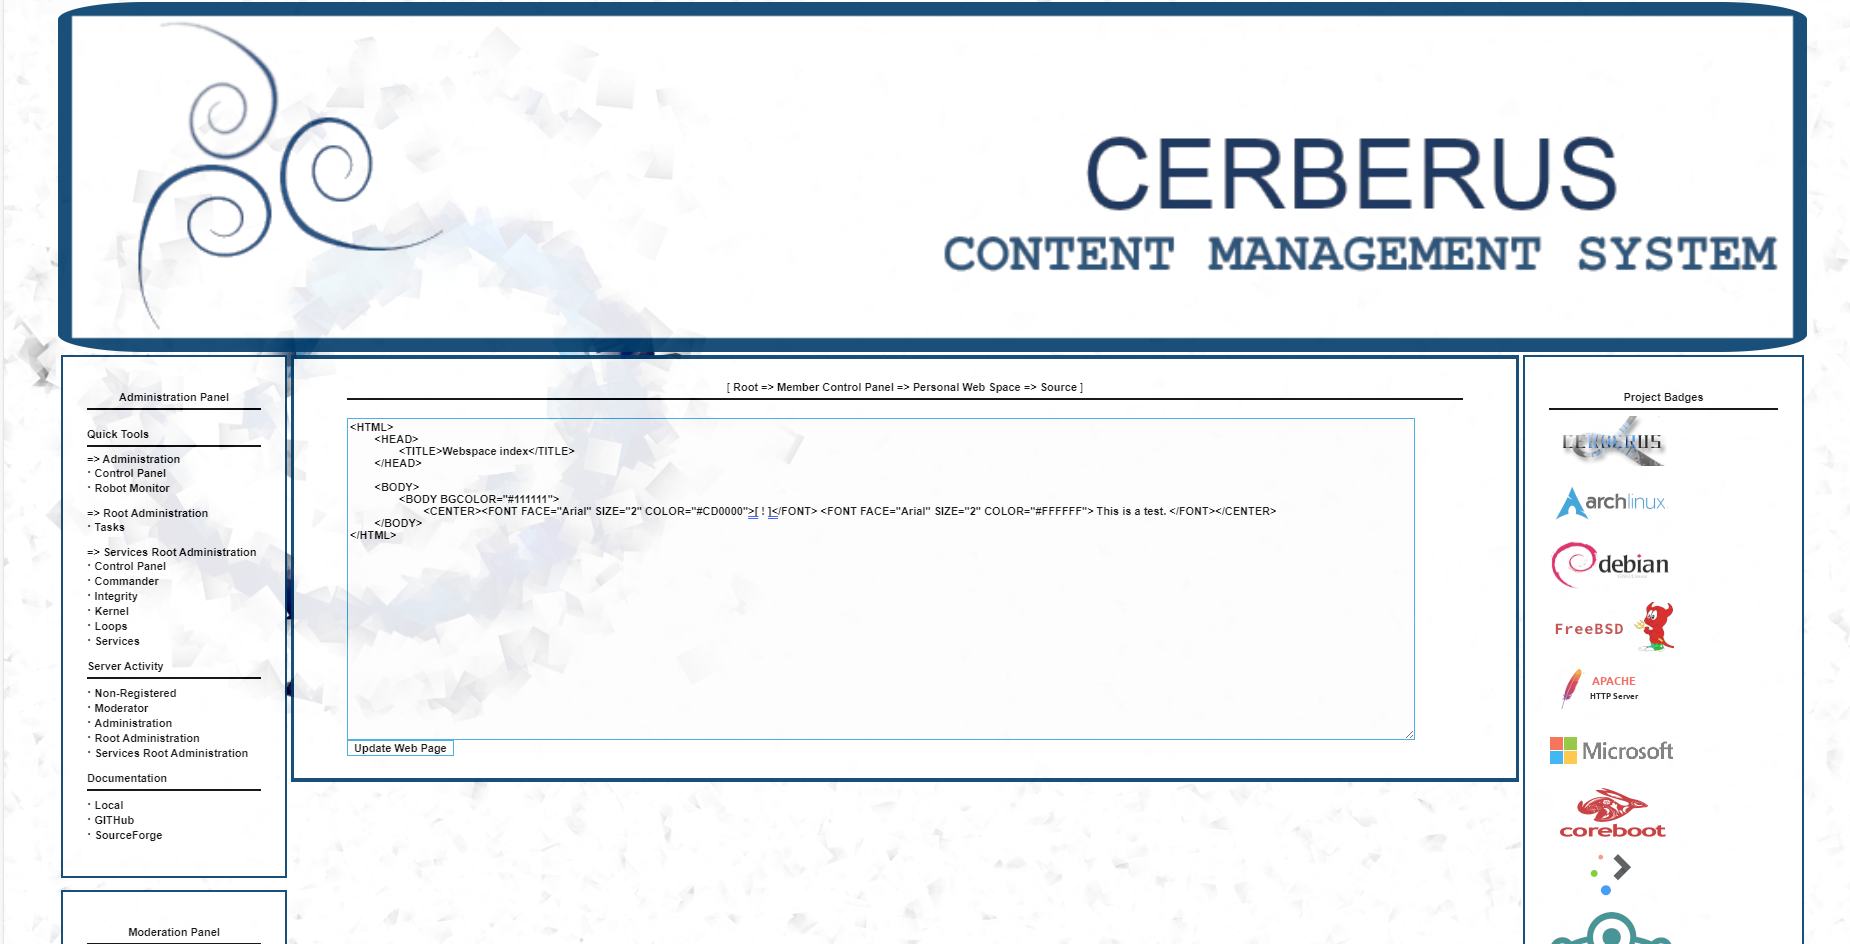 CERBERUS
CONTENT MANAGEMENT SYSTEM
Administration Panel
Quick Tools
=> Administration
· Control Panel
· Robot Monitor
=> Root Administration
· Tasks
=> Services Root Administration
· Control Panel
· Commander
· Integrity
· Kernel
· Loops
· Services
Server Activity
· Non-Registered
· Moderator
· Administration
· Root Administration
· Services Root Administration
Documentation
· Local
· GITHub
· SourceForge
Moderation Panel
[ Root => Member Control Panel => Personal Web Space => Source ]
<HTML>
<HEAD>
<TITLE>Webspace index</TITLE>
</HEAD>
<BODY>
<BODY BGCOLOR="#111111">
<CENTER><FONT FACE="Arial" SIZE="2" COLOR="#CD0000">[ ! ]</FONT> <FONT FACE="Arial" SIZE="2" COLOR="#FFFFFF"> This is a test. </FONT></CENTER>
</BODY>
</HTML>
Update Web Page
Project Badges
CERBERUS
archlinux
debian
FreeBSD
APACHE
HTTP Server
Microsoft
coreboot